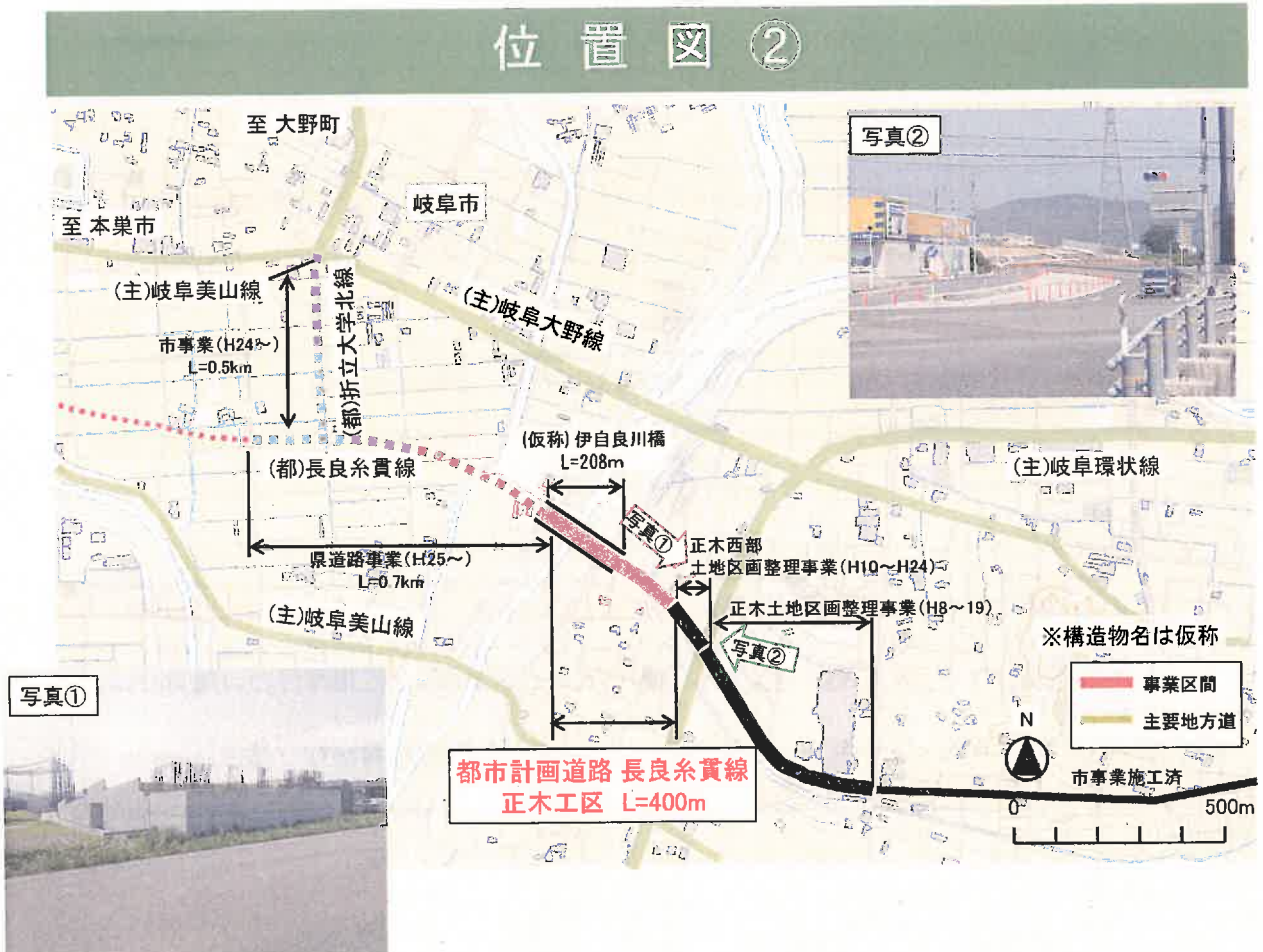 位置図②
至 大野町
岐阜市
至 本巣市
写真②
(主)岐阜美山線
(都)折立大学北線
(主)岐阜大野線
市事業(H24~)
L=0.5km
(仮称)伊自良川橋
L=208m
(都)長良糸貫線
(主)岐阜環状線
写真①
県道路事業(H25~)
L=0.7km
正木西部
土地区画整理事業(H10~H24)
正木土地区画整理事業(H8~19)
(主)岐阜美山線
写真②
※構造物名は仮称
事業区間
主要地方道
写真①
都市計画道路 長良糸貫線
正木工区 L=400m
N
市事業施工済
0
500m